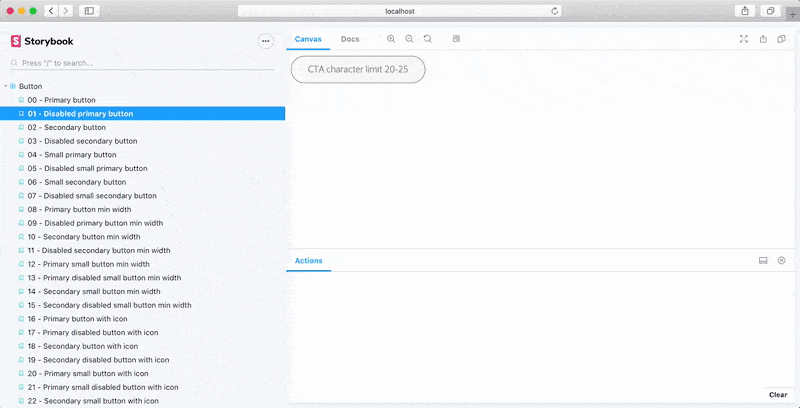 localhost
Storybook
Press "/" to search...
Button
00 - Primary button
01 - Disabled primary button
02 - Secondary button
03 - Disabled secondary button
04 - Small primary button
05 - Disabled small primary button
06 - Small secondary button
07 - Disabled small secondary button
08 - Primary button min width
09 - Disabled primary button min width
10 - Secondary button min width
11 - Disabled secondary button min width
12 - Primary small button min width
13 - Primary disabled small button min width
14 - Secondary small button min width
15 - Secondary disabled small button min width
16 - Primary button with icon
17 - Primary disabled button with icon
18 - Secondary button with icon
19 - Secondary disabled button with icon
20 - Primary small button with icon
21 - Primary small disabled button with icon
22 - Secondary small button with icon
Canvas Docs
CTA character limit 20-25
Actions
Clear